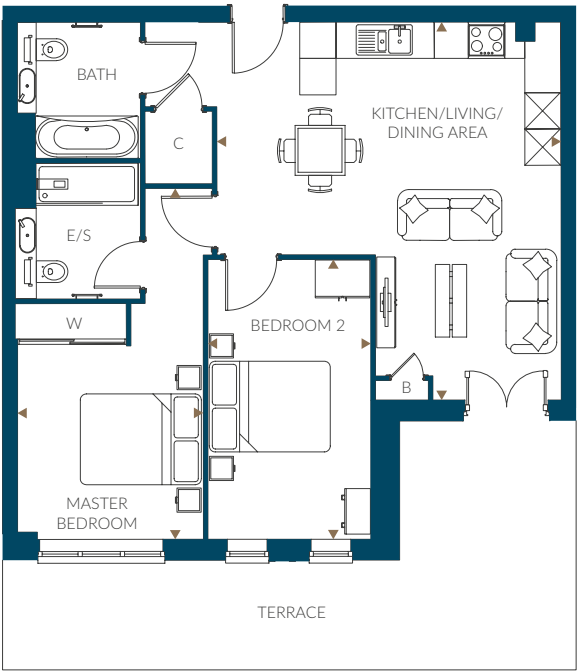 BATH
C
KITCHEN/LIVING/
DINING AREA
E/S
W
BEDROOM 2
B
MASTER
BEDROOM
TERRACE